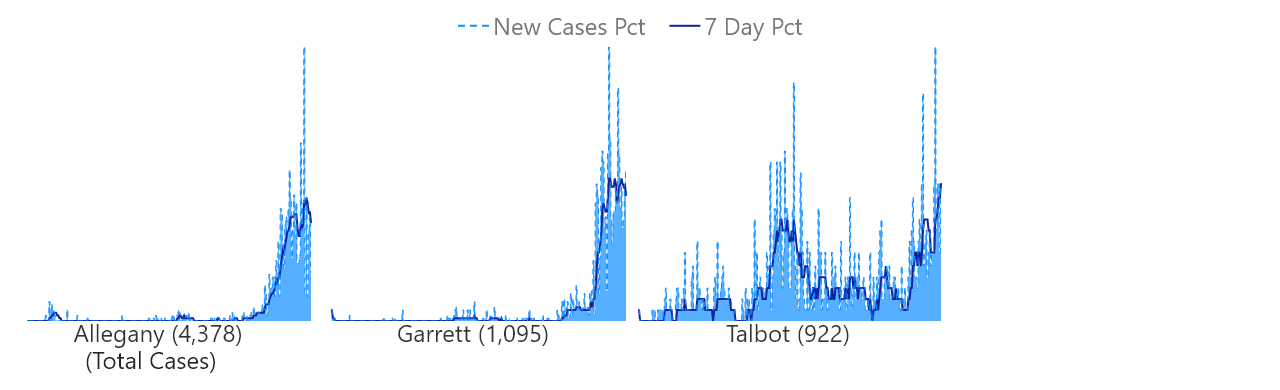 New Cases Pct 7 Day Pct
Allegany (4,378) Garrett (1,095) Talbot (922)
(Total Cases)